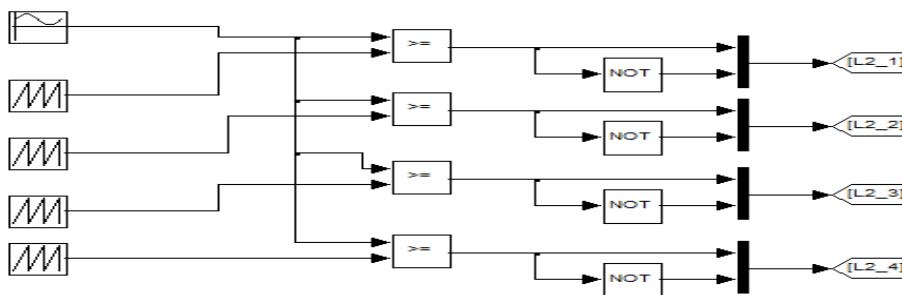 >=
NOT
[L2_1]
>=
NOT
[L2_2]
>=
NOT
[L2_3]
>=
NOT
[L2_4]